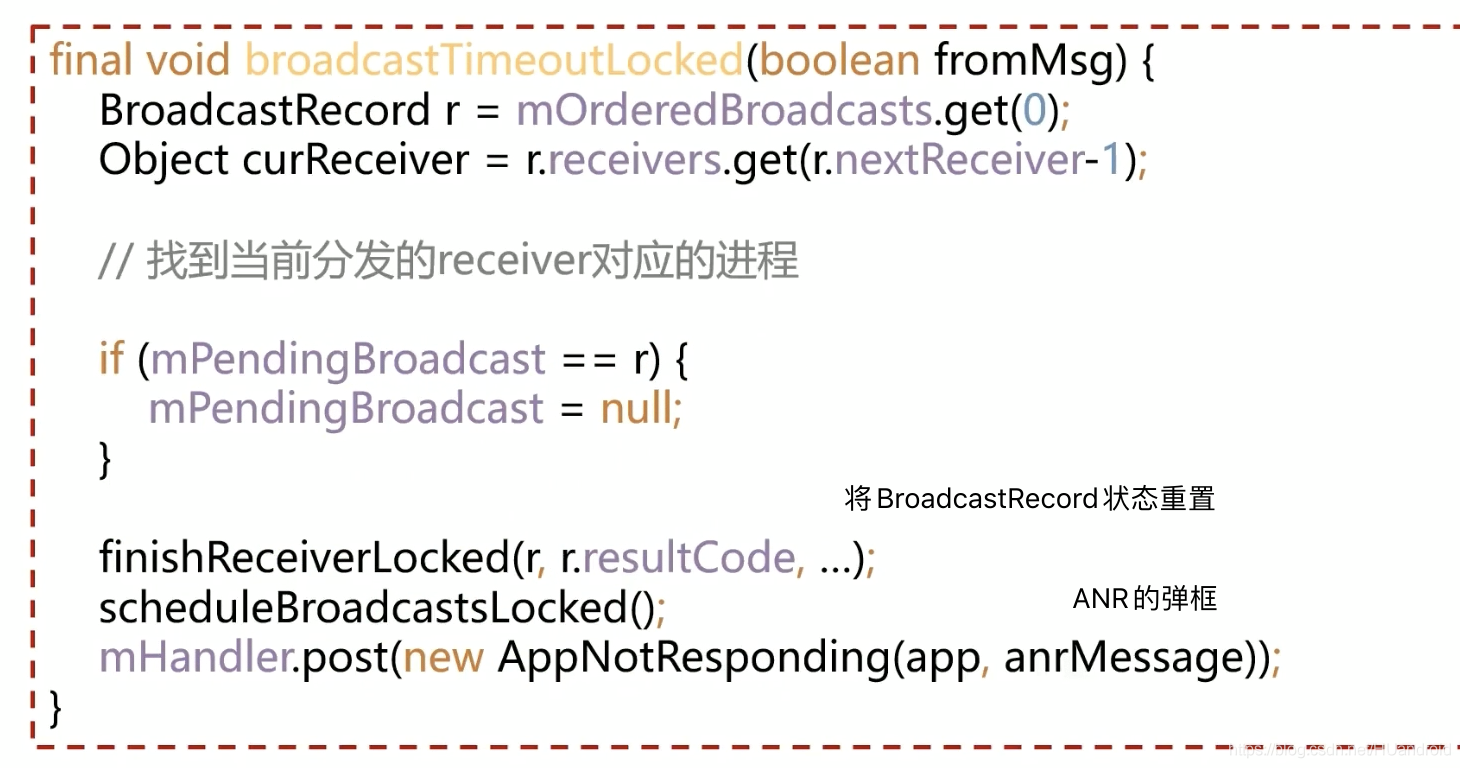 final void broadcastTimeoutLocked(boolean fromMsg) {
BroadcastRecord r = mOrderedBroadcasts.get(0);
Object curReceiver = r.receivers.get(r.nextReceiver-1);
// 找到当前分发的receiver对应的进程
if (mPendingBroadcast == r) {
mPendingBroadcast = null;
}
将BroadcastRecord状态重置
finishReceiverLocked(r, r.resultCode, ...);
scheduleBroadcastsLocked();
ANR的弹框
mHandler.post(new AppNotResponding(app, anrMessage));
}
https://blog.csdn.net/HUandroid